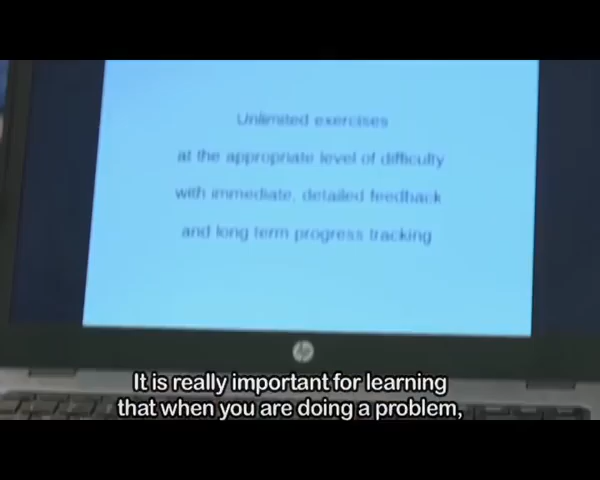 Unlimited exercises
at the appropriate level of difficulty
with immediate, detailed feedback
and long term progress tracking
hp
It is really important for learning
that when you are doing a problem,